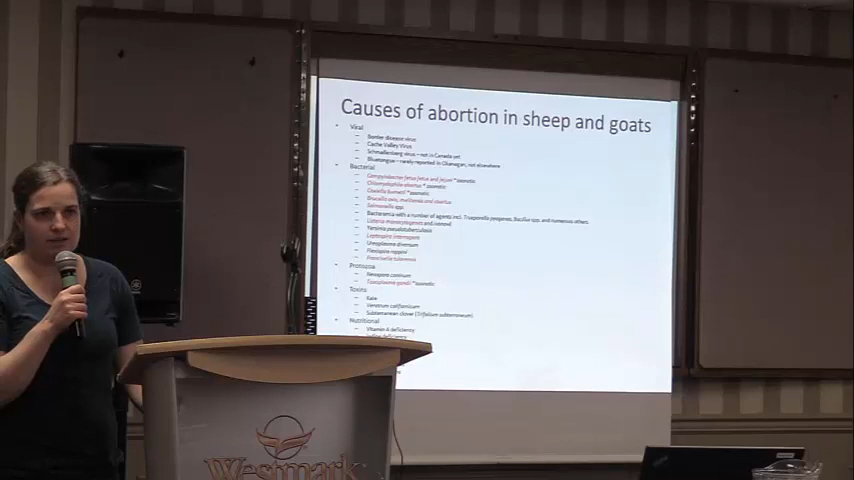 Causes of abortion in sheep and goats
Viral
Border disease virus
Cache Valley Virus
Schmallenberg virus – not in Canada yet
Bluetongue – rarely reported in Okanagan, not elsewhere
Bacterial
Campylobacter fetus fetus and jejuni *zoonotic
Chlamydophila abortus * zoonotic
Coxiella burnetii *zoonotic
Brucella ovis, melitensis and abortus
Salmonella spp.
Bacteraemia with a number of agents incl. Trueperella pyogenes, Bacillus spp. and numerous others.
Listeria monocytogenes and ivanovii
Yersinia pseudotuberculosis
Leptospira interrogans
Ureaplasma diversum
Flexispira rappini
Francisella tularensis
Protozoa
Neospora caninum
Toxoplasma gondii *zoonotic
Toxins
Kale
Veratrum californicum
Subterranean clover (Trifolium subterraneum)
Nutritional
Vitamin A deficiency
Iodine deficiency
Westmark